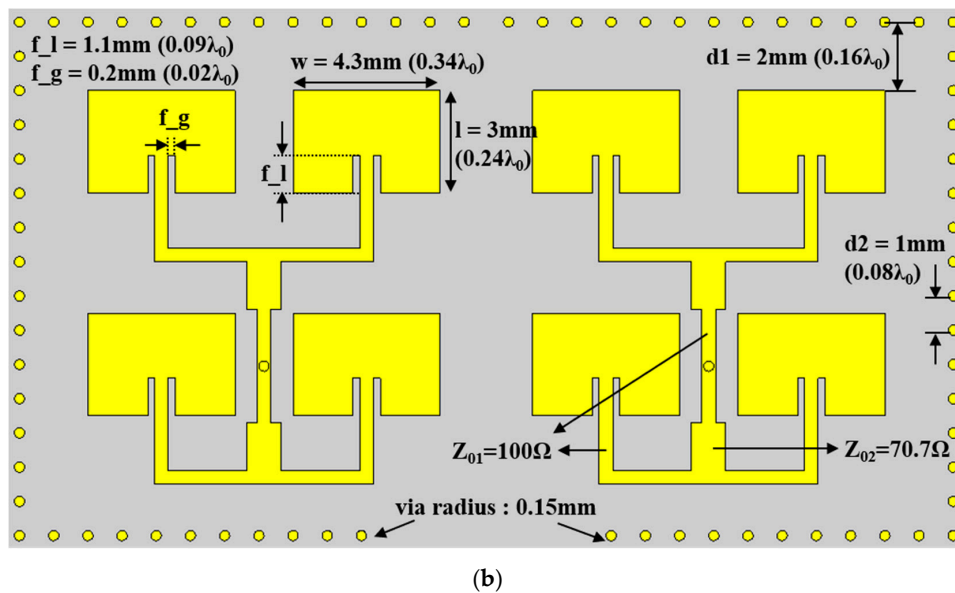 f_l = 1.1mm (0.09λ₀)
f_g = 0.2mm (0.02λ₀)
w = 4.3mm (0.34λ₀)
d1 = 2mm (0.16λ₀)
f_g
l = 3mm
(0.24λ₀)
f_l
d2 = 1mm
(0.08λ₀)
Z₀₁=100Ω
Z₀₂=70.7Ω
via radius : 0.15mm
(b)